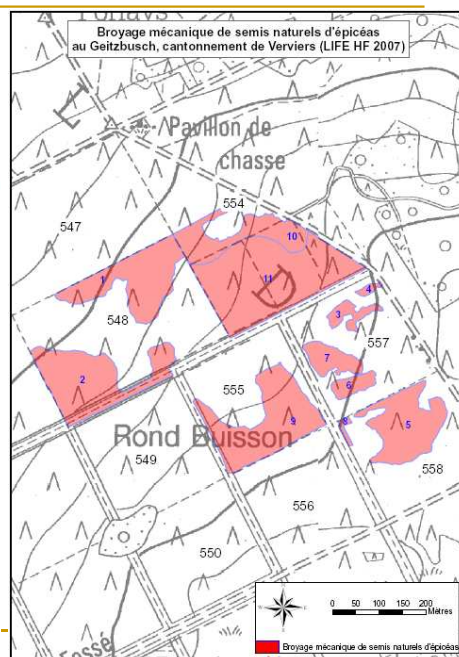 Broyage mécanique de semis naturels d'épicéas
au Geitzbusch, cantonnement de Verviers (LIFE HF 2007)
Pavillon de
chasse
554
547
10
1
11
4
548
3
557
7
2
6
555
9
8
5
Rond Buisson
549
558
556
550
Fossé
0 50 100 150 200
Mètres
Broyage mécanique de semis naturels d'épicéas